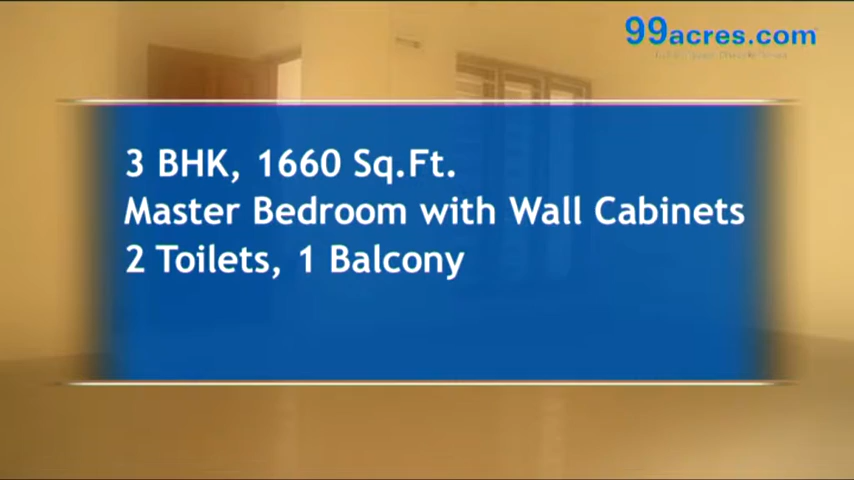 99acres.com
3 BHK, 1660 Sq.Ft.
Master Bedroom with Wall Cabinets
2 Toilets, 1 Balcony